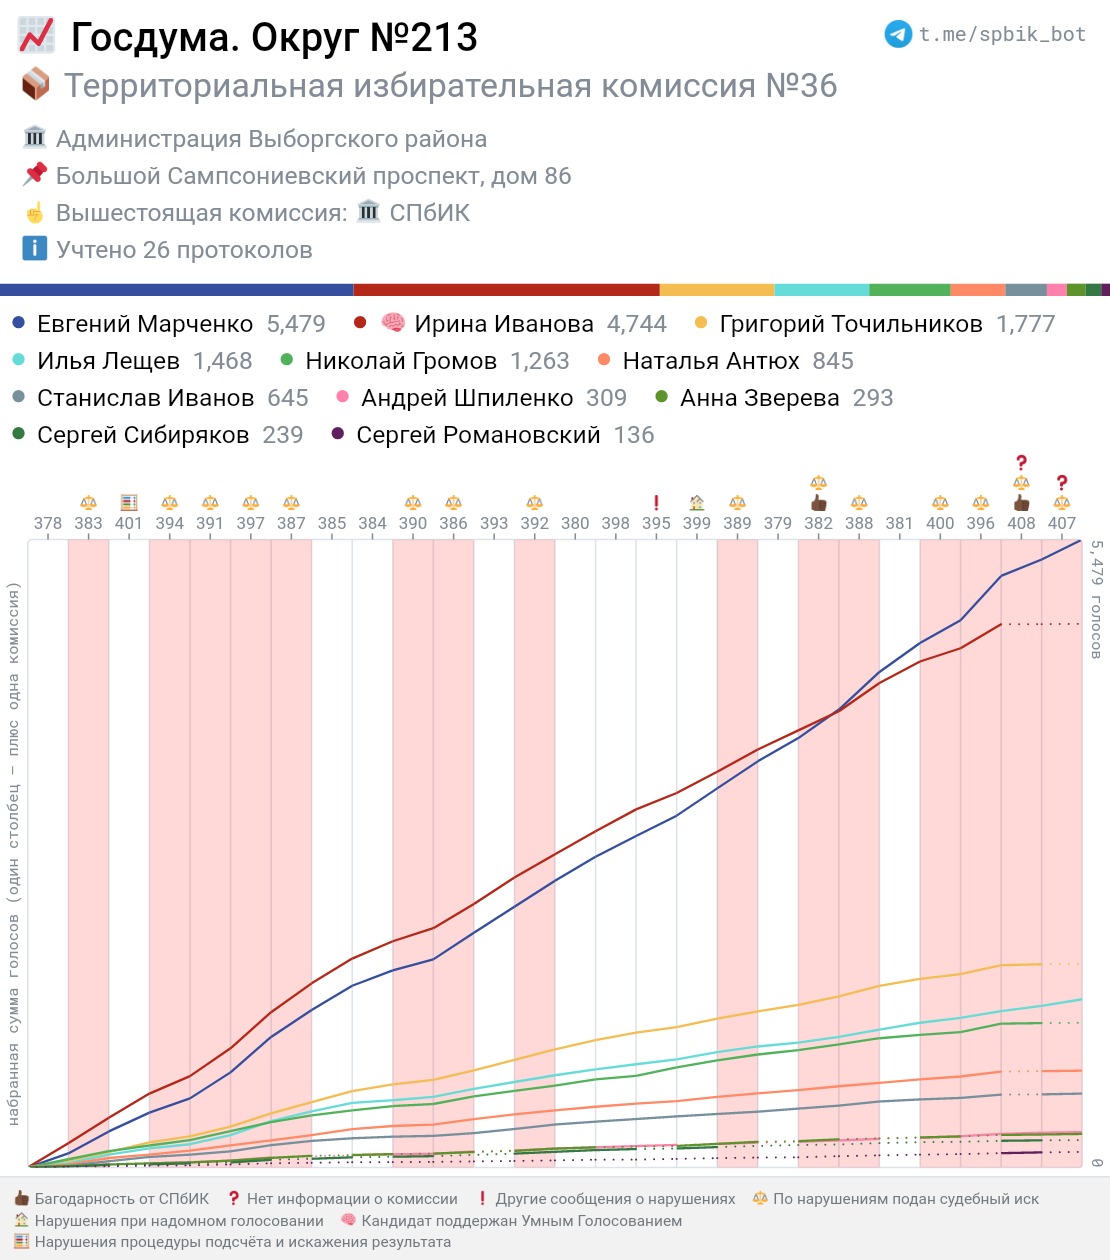 Госдума. Округ №213
t.me/spbik_bot
Территориальная избирательная комиссия №36
Администрация Выборгского района
Большой Сампсониевский проспект, дом 86
Вышестоящая комиссия: СПбИК
Учтено 26 протоколов
Евгений Марченко 5,479 Ирина Иванова 4,744 Григорий Точильников 1,777
Илья Лещев 1,468 Николай Громов 1,263 Наталья Антюх 845
Станислав Иванов 645 Андрей Шпиленко 309 Анна Зверева 293
Сергей Сибиряков 239 Сергей Романовский 136
378 383 401 394 391 397 387 385 384 390 386 393 392 380 398 395 399 389 379 382 388 381 400 396 408 407
набранная сумма голосов (один столбец — плюс одна комиссия)
5,479 голосов
0
Багодарность от СПбИК Нет информации о комиссии Другие сообщения о нарушениях По нарушениям подан судебный иск
Нарушения при надомном голосовании Кандидат поддержан Умным Голосованием
Нарушения процедуры подсчёта и искажения результата